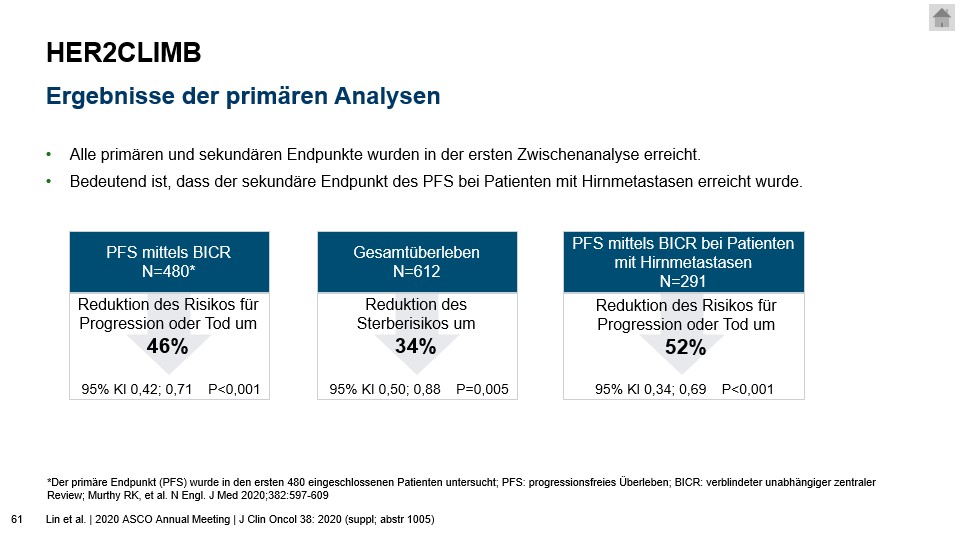 HER2CLIMB
Ergebnisse der primären Analysen
• Alle primären und sekundären Endpunkte wurden in der ersten Zwischenanalyse erreicht.
• Bedeutend ist, dass der sekundäre Endpunkt des PFS bei Patienten mit Hirnmetastasen erreicht wurde.
PFS mittels BICR
N=480*
Reduktion des Risikos für
Progression oder Tod um
46%
95% KI 0,42; 0,71 P<0,001
Gesamtüberleben
N=612
Reduktion des
Sterberisikos um
34%
95% KI 0,50; 0,88 P=0,005
PFS mittels BICR bei Patienten
mit Hirnmetastasen
N=291
Reduktion des Risikos für
Progression oder Tod um
52%
95% KI 0,34; 0,69 P<0,001
*Der primäre Endpunkt (PFS) wurde in den ersten 480 eingeschlossenen Patienten untersucht; PFS: progressionsfreies Überleben; BICR: verblindeter unabhängiger zentraler
Review; Murthy RK, et al. N Engl. J Med 2020;382:597-609
61 Lin et al. | 2020 ASCO Annual Meeting | J Clin Oncol 38: 2020 (suppl; abstr 1005)